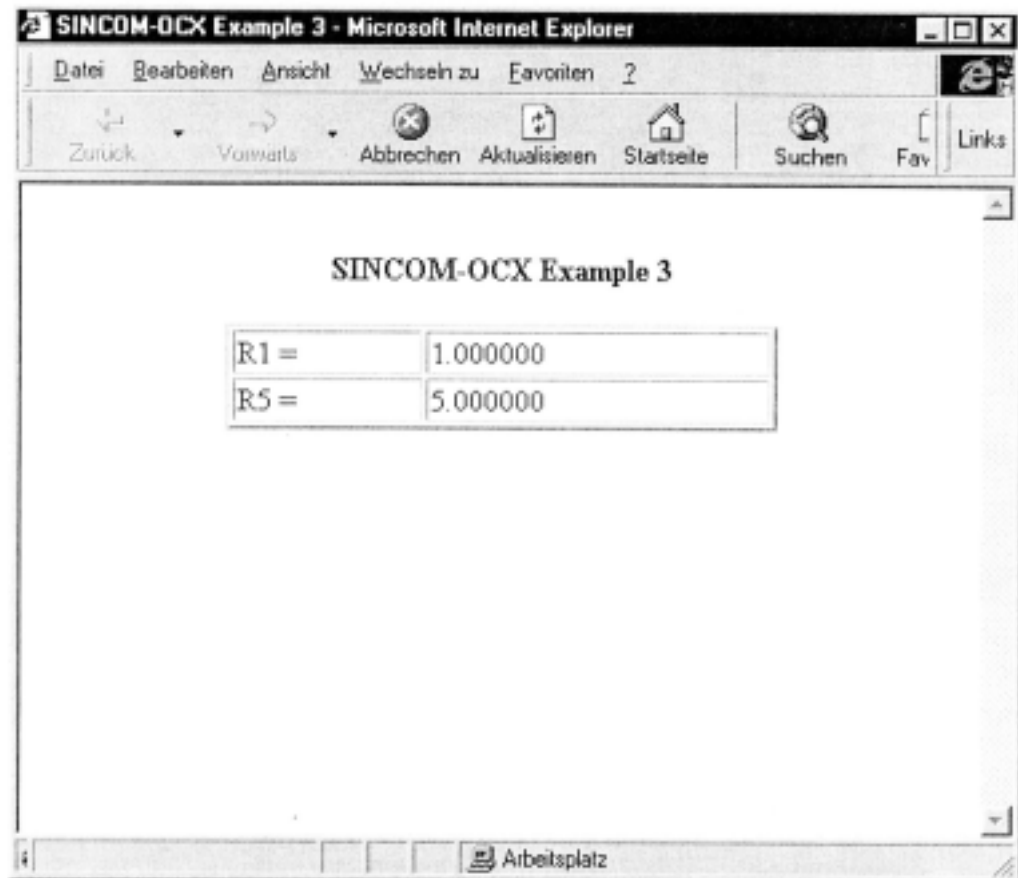 SINCOM-OCX Example 3 - Microsoft Internet Explorer
Datei Bearbeiten Ansicht Wechseln zu Favoriten ?
Zurück Vorwärts Abbrechen Aktualisieren Startseite Suchen Fav Links
SINCOM-OCX Example 3
R1 = 1.000000
R5 = 5.000000
Arbeitsplatz